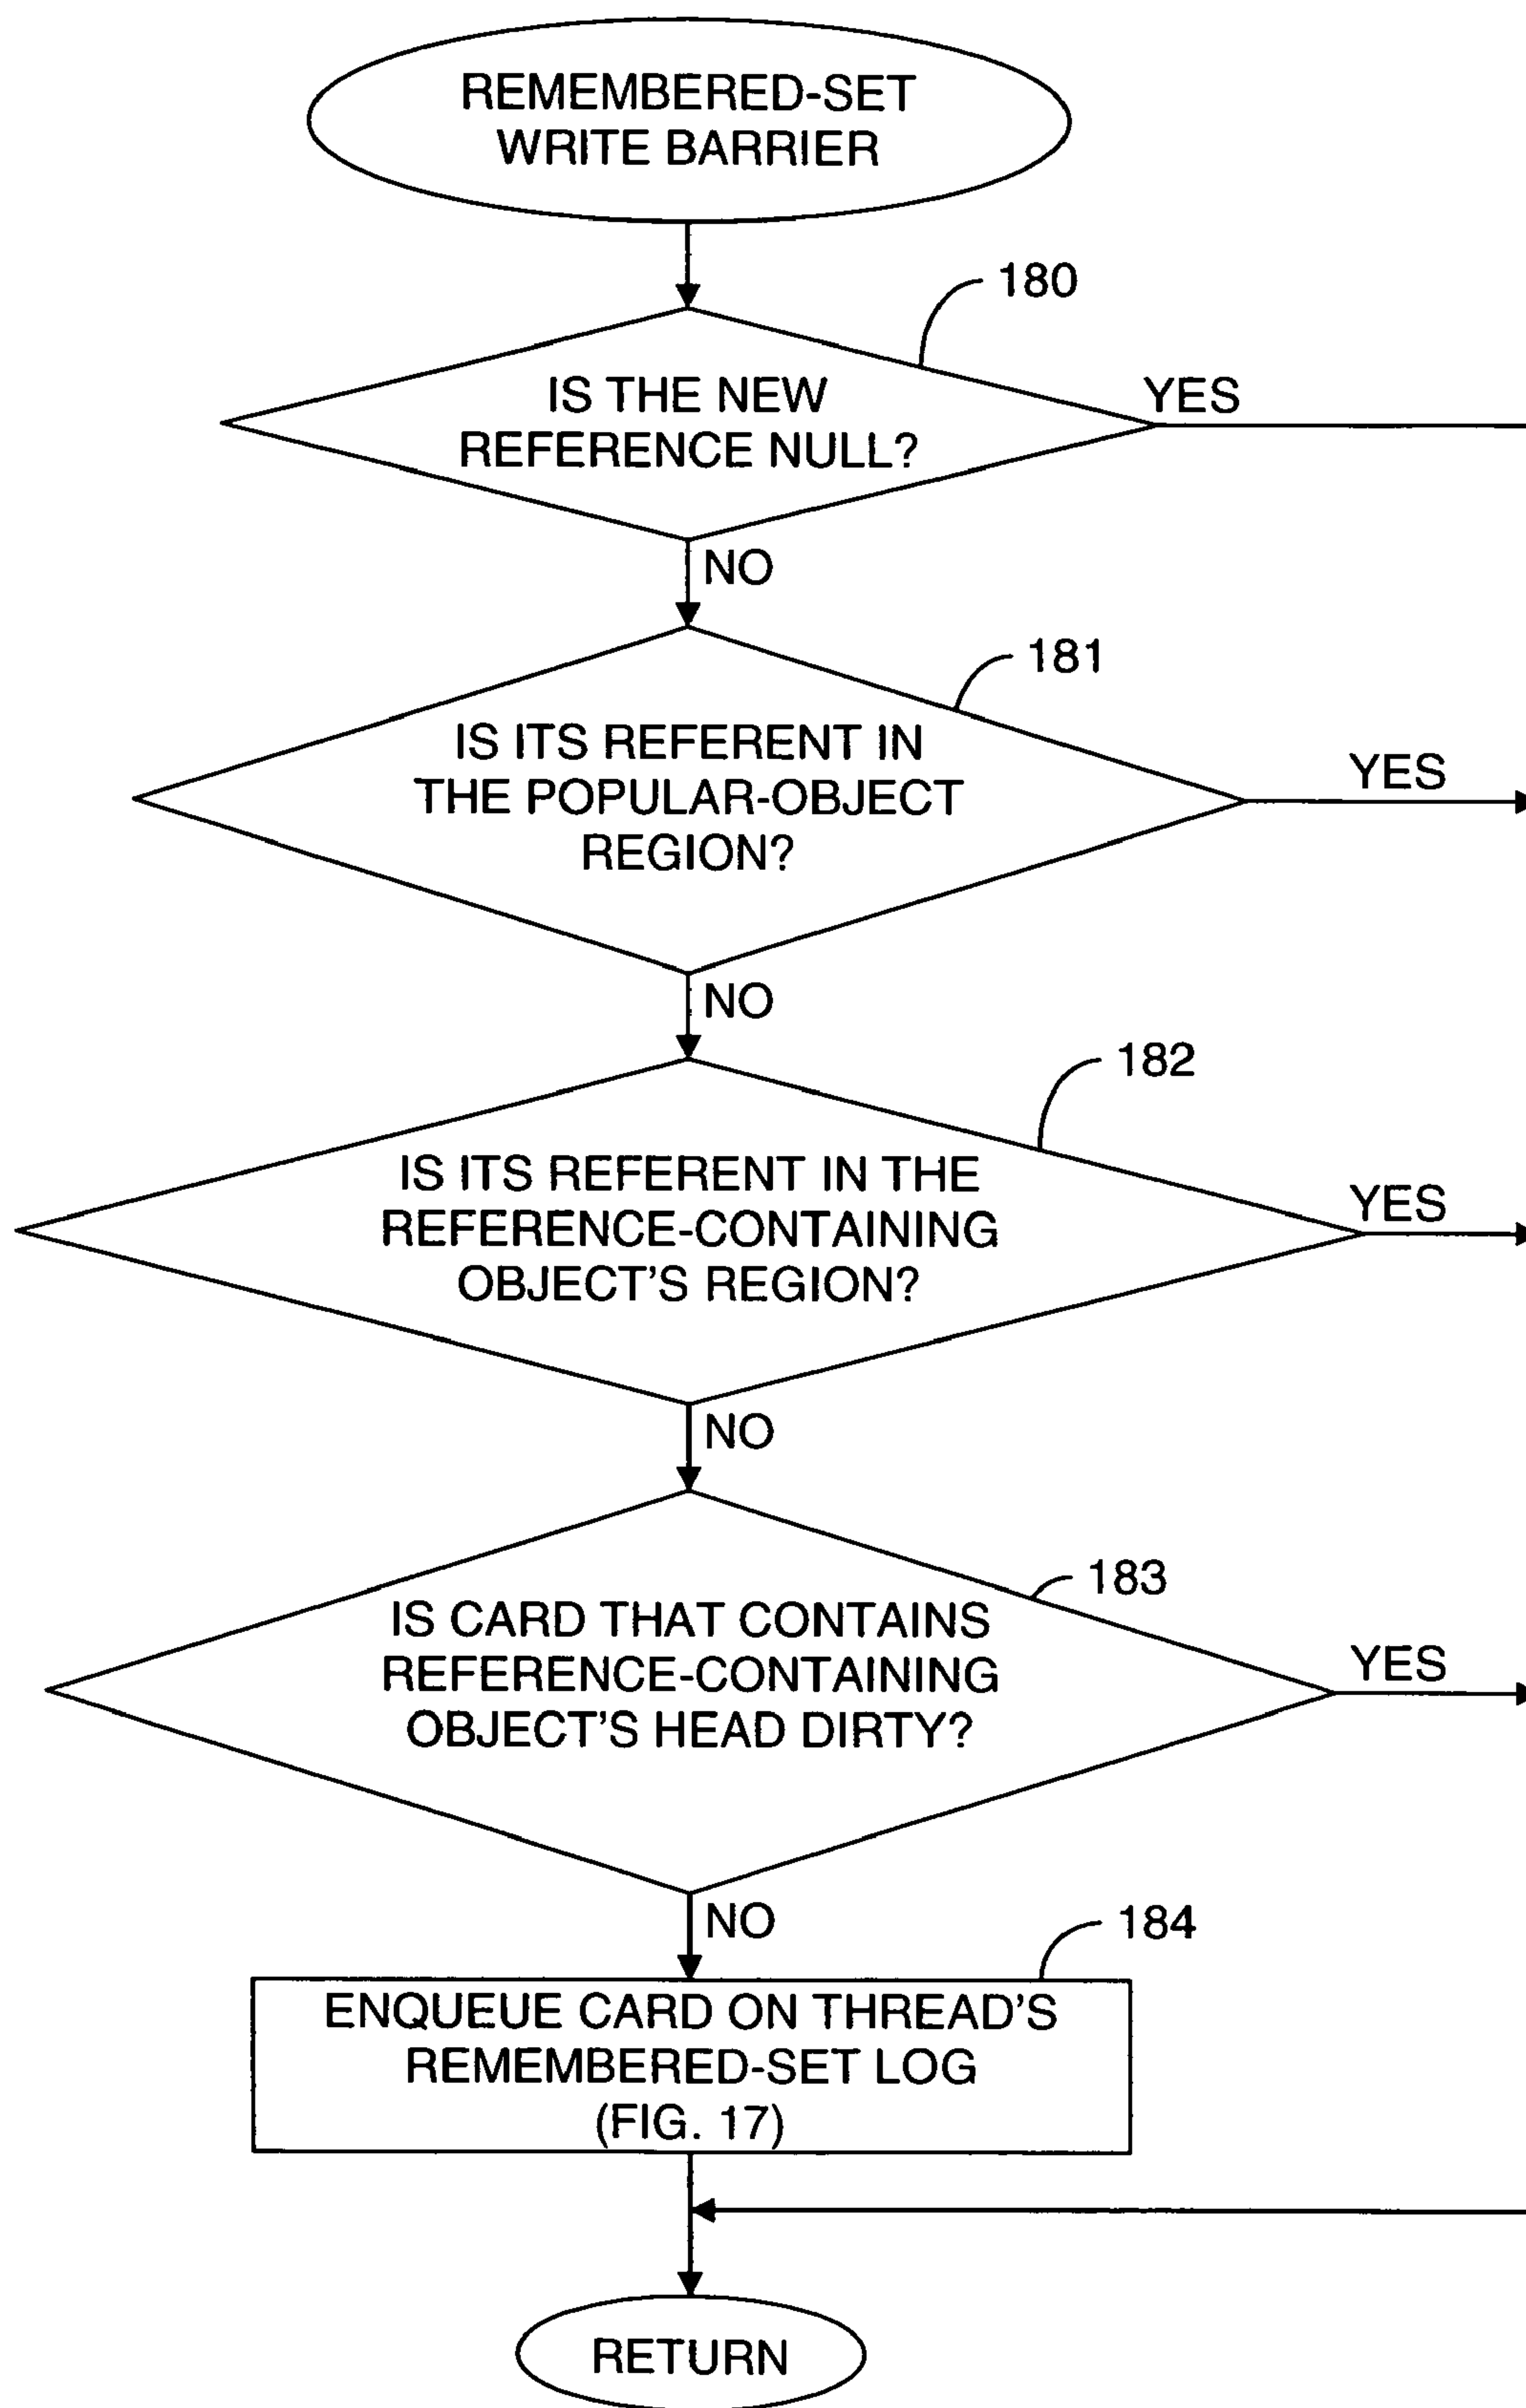 REMEMBERED-SET
WRITE BARRIER
180
IS THE NEW
REFERENCE NULL?
YES
NO
181
IS ITS REFERENT IN
THE POPULAR-OBJECT
REGION?
YES
NO
182
IS ITS REFERENT IN THE
REFERENCE-CONTAINING
OBJECT'S REGION?
YES
NO
183
IS CARD THAT CONTAINS
REFERENCE-CONTAINING
OBJECT'S HEAD DIRTY?
YES
NO
184
ENQUEUE CARD ON THREAD'S
REMEMBERED-SET LOG
(FIG. 17)
RETURN